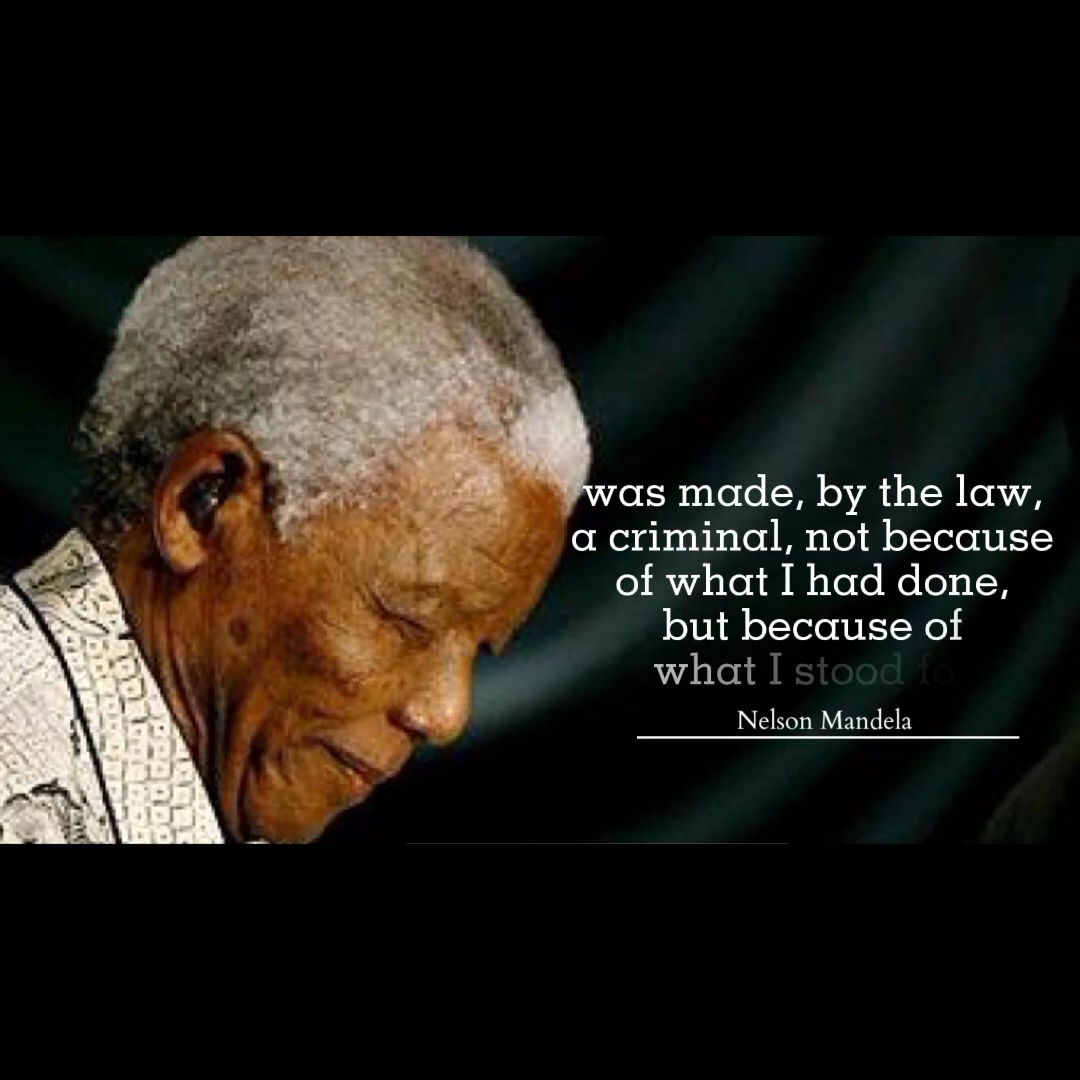 was made, by the law,
a criminal, not because
of what I had done,
but because of
what I stood fo
Nelson Mandela